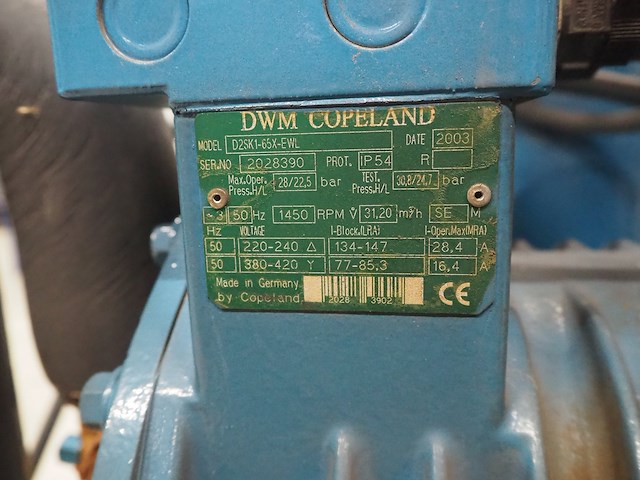 DWM COPELAND
MODEL D2SK1-65X-EWL DATE 2003
SER.NO 2028390 PROT. IP54 R
Max.Oper. Press.H/L 28/22,5 bar TEST. Press.H/L 30,8/24,7 bar
~3 50 Hz 1450 RPM V̇ 31,20 m³/h SE M
Hz VOLTAGE I-Block.(LRA) I-Oper.Max(MRA)
50 220-240 Δ 134-147 28,4 A
50 380-420 Y 77-85,3 16,4 A
Made in Germany
by Copeland 2028 3902 CE